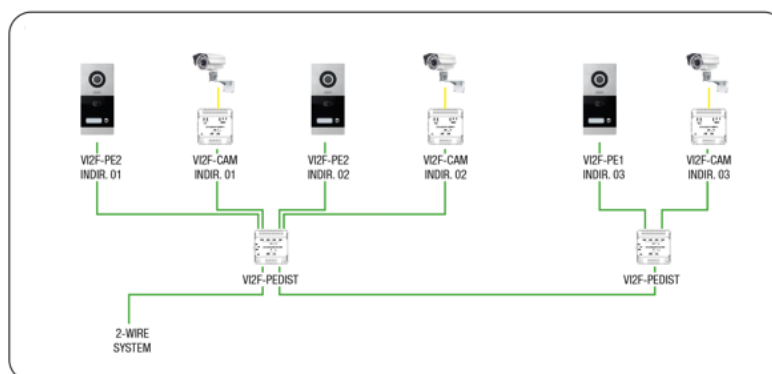 VI2F-PE2
INDIR. 01
VI2F-CAM
INDIR. 01
VI2F-PE2
INDIR. 02
VI2F-CAM
INDIR. 02
VI2F-PE1
INDIR. 03
VI2F-CAM
INDIR. 03
VI2F-PEDIST
VI2F-PEDIST
2-WIRE
SYSTEM